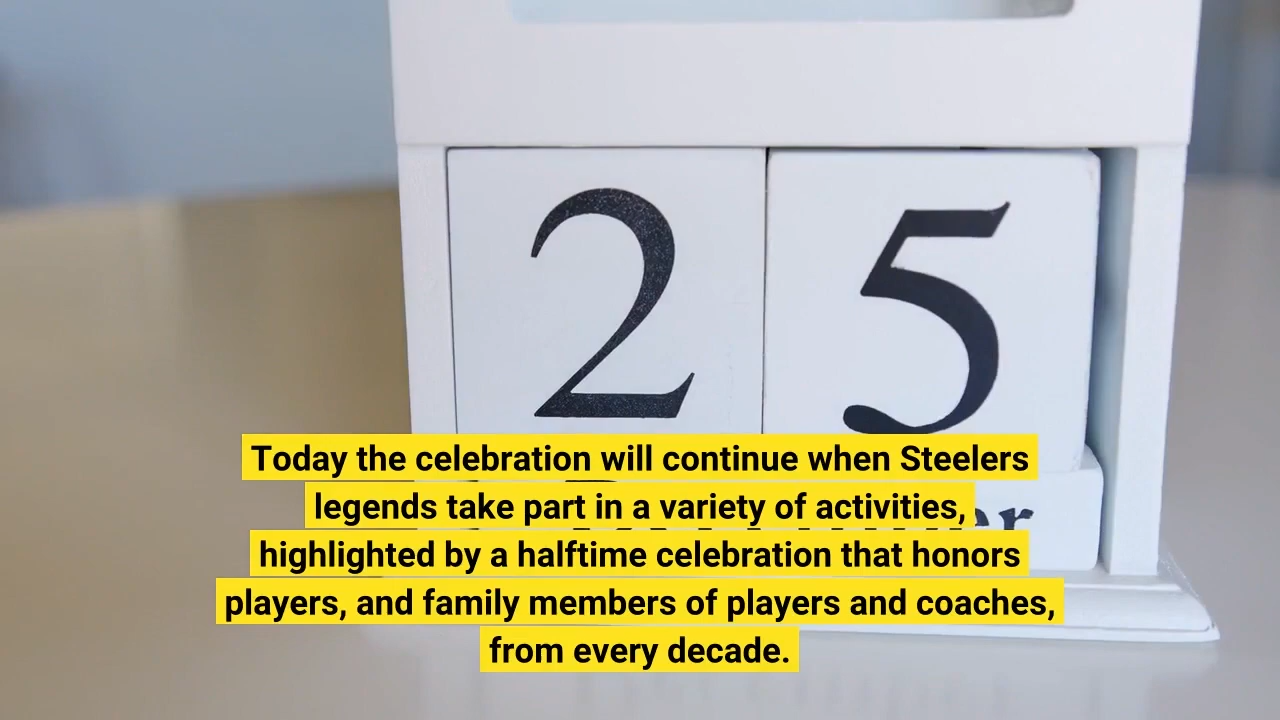 25
Today the celebration will continue when Steelers
legends take part in a variety of activities,
highlighted by a halftime celebration that honors
players, and family members of players and coaches,
from every decade.